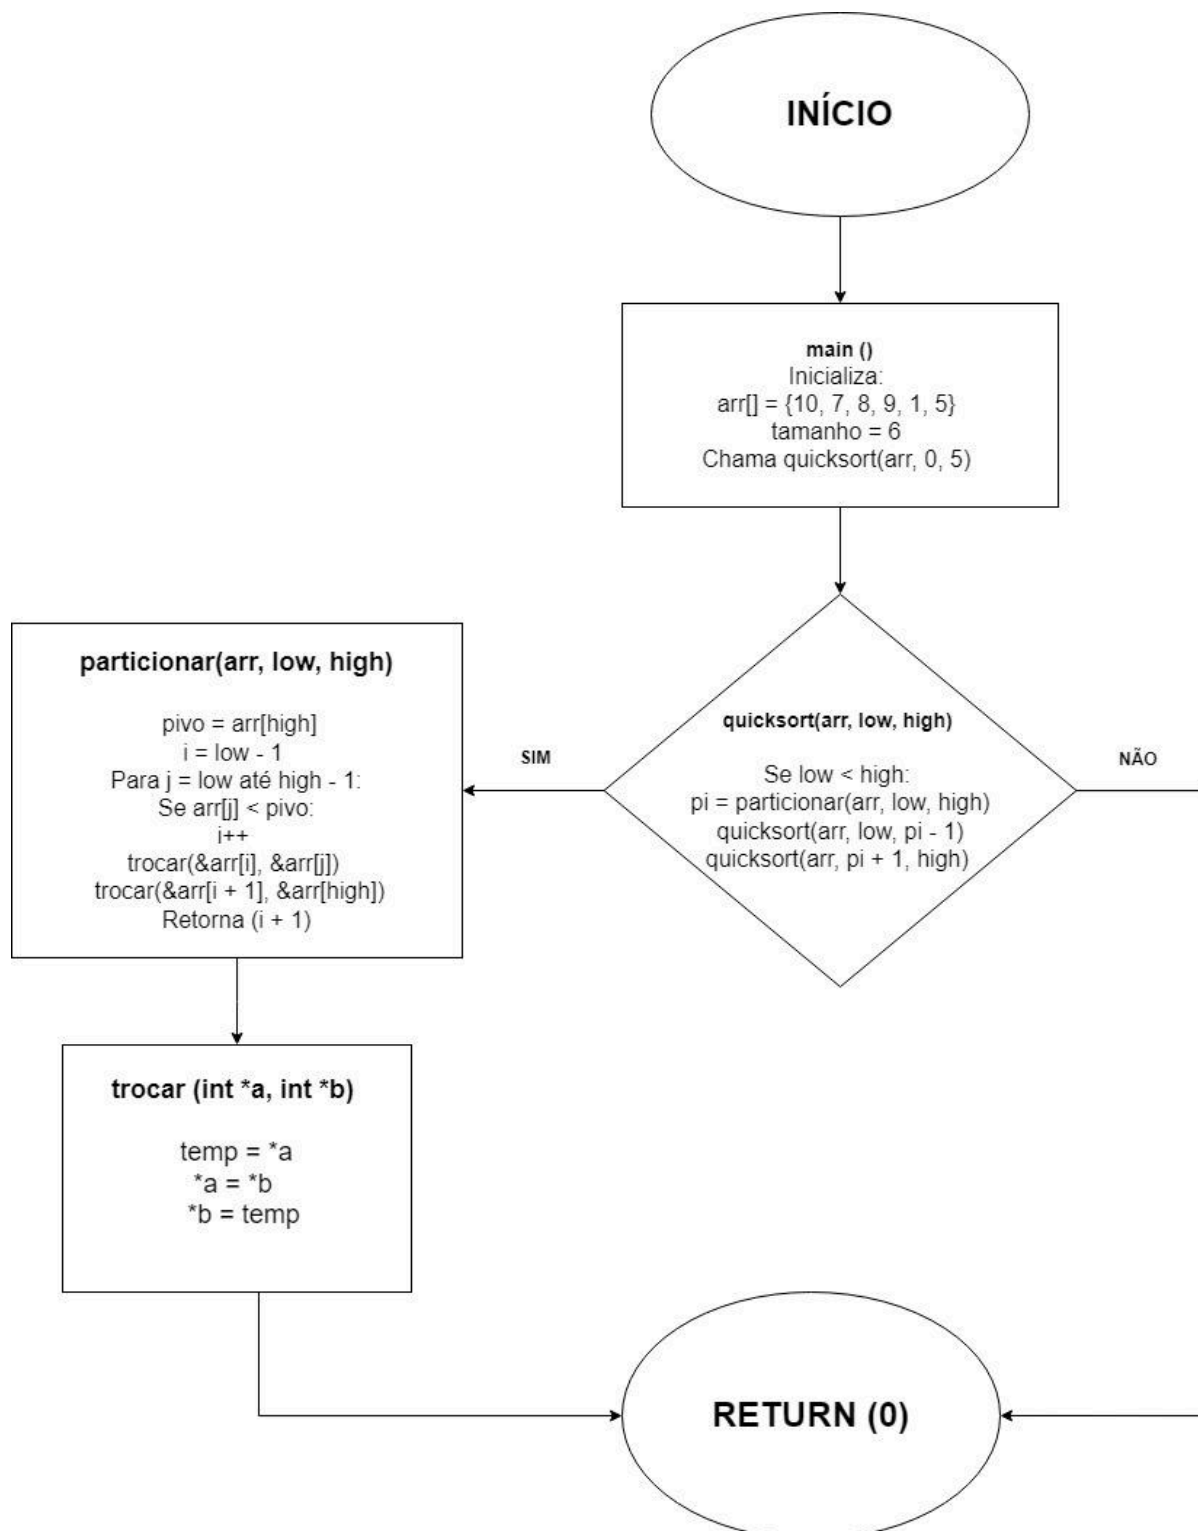 INÍCIO
main ()
Inicializa:
arr[] = {10, 7, 8, 9, 1, 5}
tamanho = 6
Chama quicksort(arr, 0, 5)
quicksort(arr, low, high)
Se low < high:
pi = particionar(arr, low, high)
quicksort(arr, low, pi - 1)
quicksort(arr, pi + 1, high)
SIM
NÃO
particionar(arr, low, high)
pivo = arr[high]
i = low - 1
Para j = low até high - 1:
Se arr[j] < pivo:
i++
trocar(&arr[i], &arr[j])
trocar(&arr[i + 1], &arr[high])
Retorna (i + 1)
trocar (int *a, int *b)
temp = *a
*a = *b
*b = temp
RETURN (0)